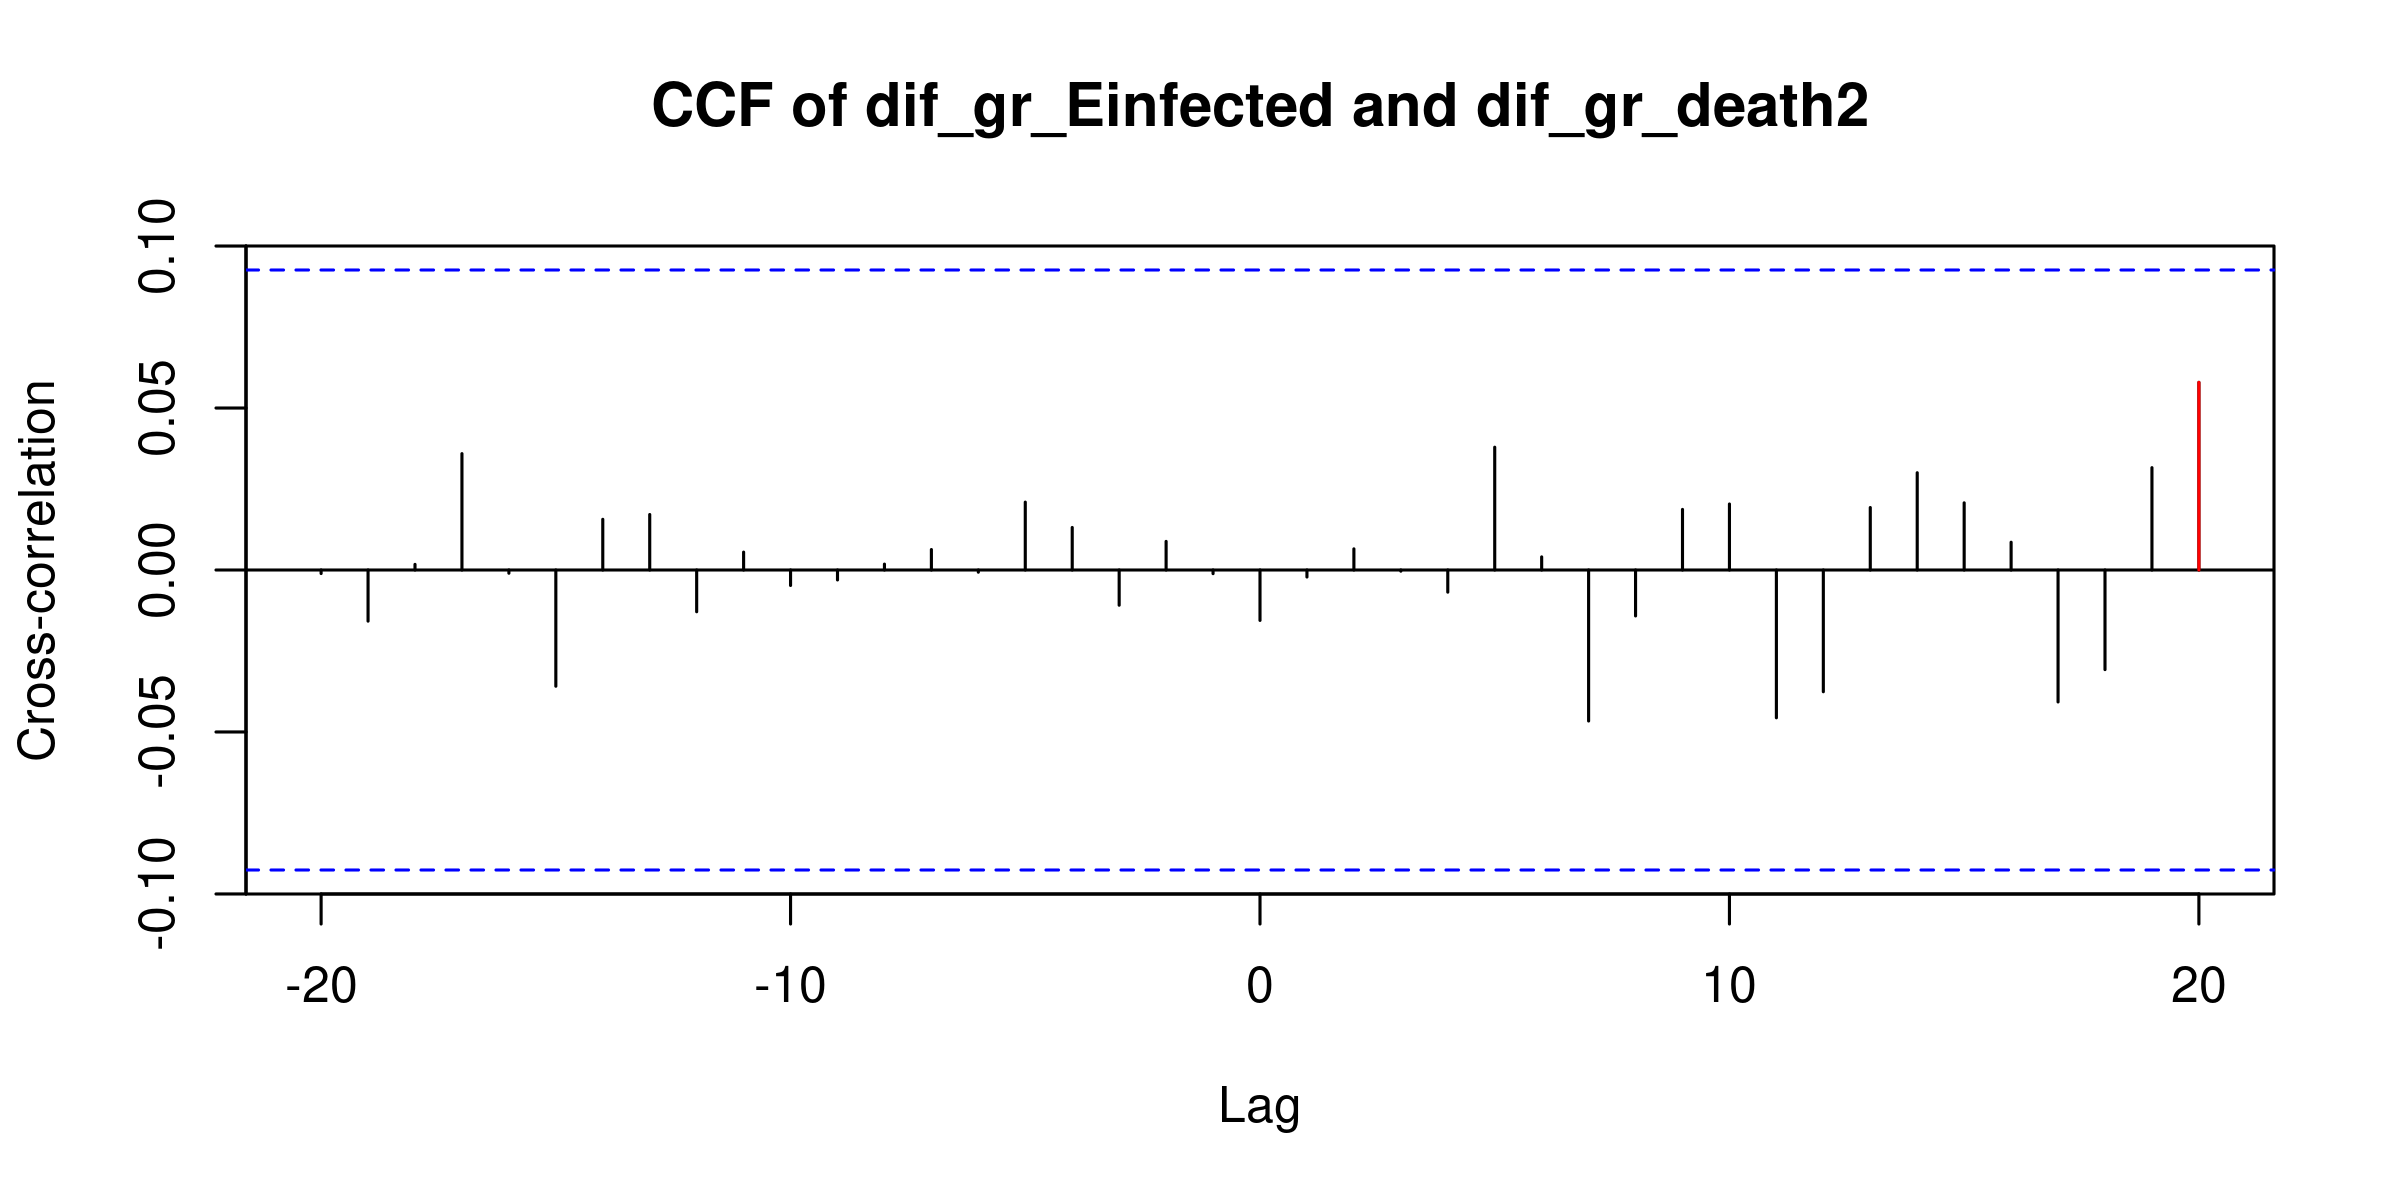 CCF of dif_gr_Einfected and dif_gr_death2
Cross-correlation
0.10
0.05
0.00
-0.05
-0.10
-20 -10 0 10 20
Lag